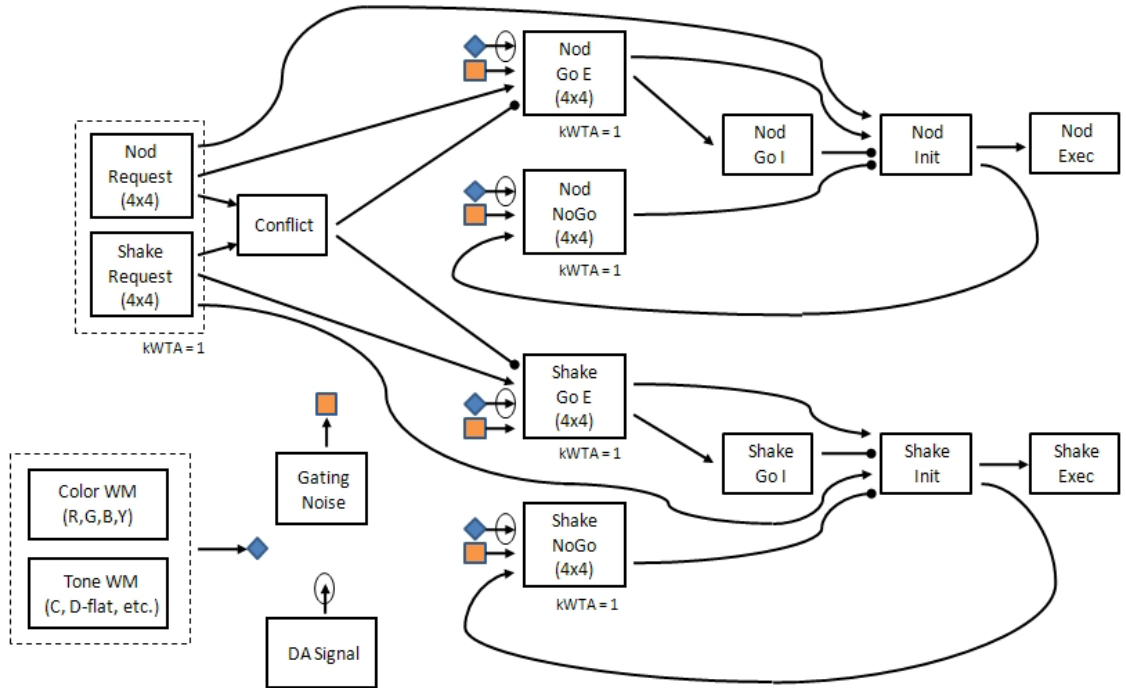 Nod
Request
(4x4)
Shake
Request
(4x4)
kWTA = 1
Conflict
Nod
Go E
(4x4)
kWTA = 1
Nod
NoGo
(4x4)
kWTA = 1
Nod
Go I
Nod
Init
Nod
Exec
Shake
Go E
(4x4)
kWTA = 1
Shake
NoGo
(4x4)
kWTA = 1
Shake
Go I
Shake
Init
Shake
Exec
Color WM
(R,G,B,Y)
Tone WM
(C, D-flat, etc.)
Gating
Noise
DA Signal